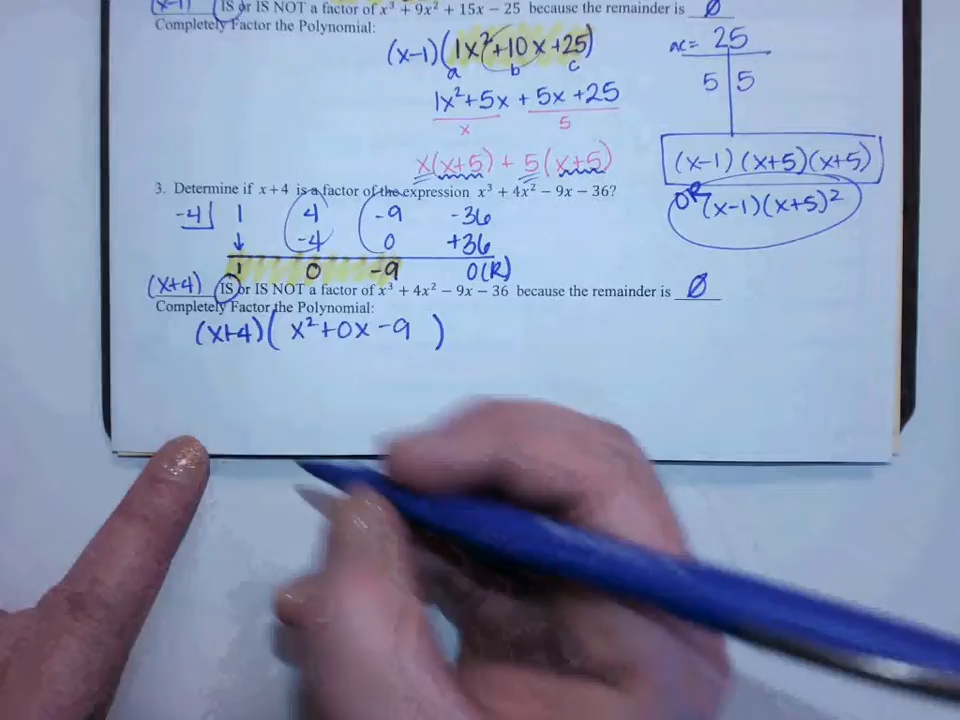 (x-1) IS or IS NOT a factor of x³ + 9x² + 15x − 25 because the remainder is 0
Completely Factor the Polynomial:
(x-1)(1x²+10x+25)
a b c
1x²+5x + 5x+25
x 5
x(x+5) + 5(x+5)
ac= 25
5 5
(x-1)(x+5)(x+5)
OR (x-1)(x+5)²
3. Determine if x + 4 is a factor of the expression x³ + 4x² − 9x − 36?
-4 1 4 -9 -36
↓ -4 0 +36
1 0 -9 0(R)
(x+4) IS or IS NOT a factor of x³ + 4x² − 9x − 36 because the remainder is 0
Completely Factor the Polynomial:
(x+4)( x²+0x-9 )